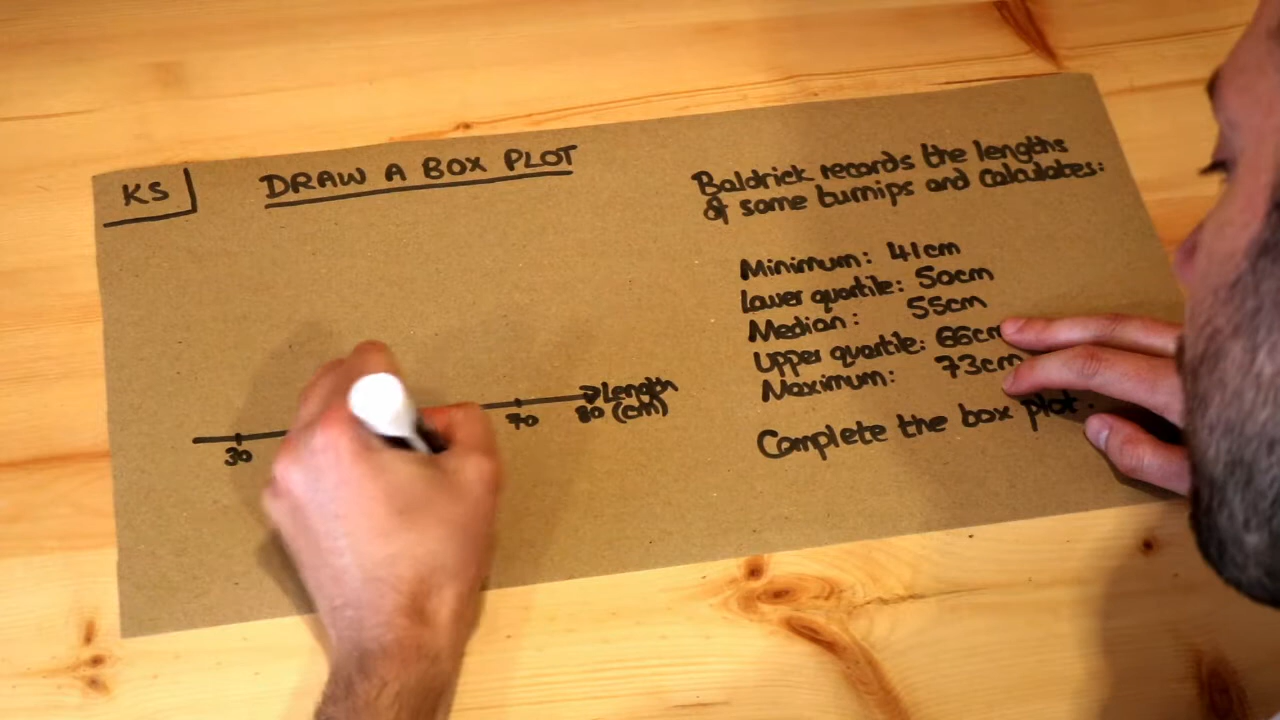 KS
DRAW A BOX PLOT
Baldrick records the lengths
of some turnips and calculates:
Minimum: 41cm
Lower quartile: 50cm
Median: 55cm
Upper quartile: 66cm
Maximum: 73cm
Complete the box plot.
30 70 80
Length
(cm)